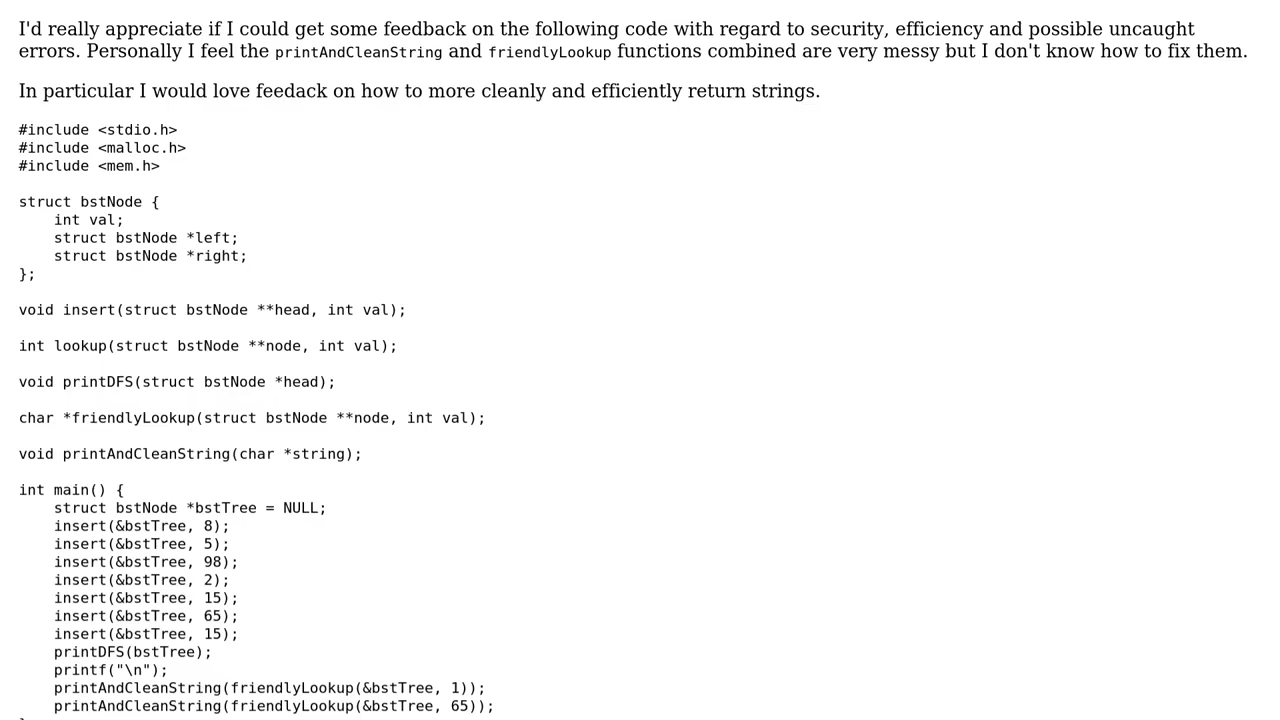 I'd really appreciate if I could get some feedback on the following code with regard to security, efficiency and possible uncaught
errors. Personally I feel the printAndCleanString and friendlyLookup functions combined are very messy but I don't know how to fix them.
In particular I would love feedack on how to more cleanly and efficiently return strings.
#include <stdio.h>
#include <malloc.h>
#include <mem.h>
struct bstNode {
    int val;
    struct bstNode *left;
    struct bstNode *right;
};
void insert(struct bstNode **head, int val);
int lookup(struct bstNode **node, int val);
void printDFS(struct bstNode *head);
char *friendlyLookup(struct bstNode **node, int val);
void printAndCleanString(char *string);
int main() {
    struct bstNode *bstTree = NULL;
    insert(&bstTree, 8);
    insert(&bstTree, 5);
    insert(&bstTree, 98);
    insert(&bstTree, 2);
    insert(&bstTree, 15);
    insert(&bstTree, 65);
    insert(&bstTree, 15);
    printDFS(bstTree);
    printf("\n");
    printAndCleanString(friendlyLookup(&bstTree, 1));
    printAndCleanString(friendlyLookup(&bstTree, 65));